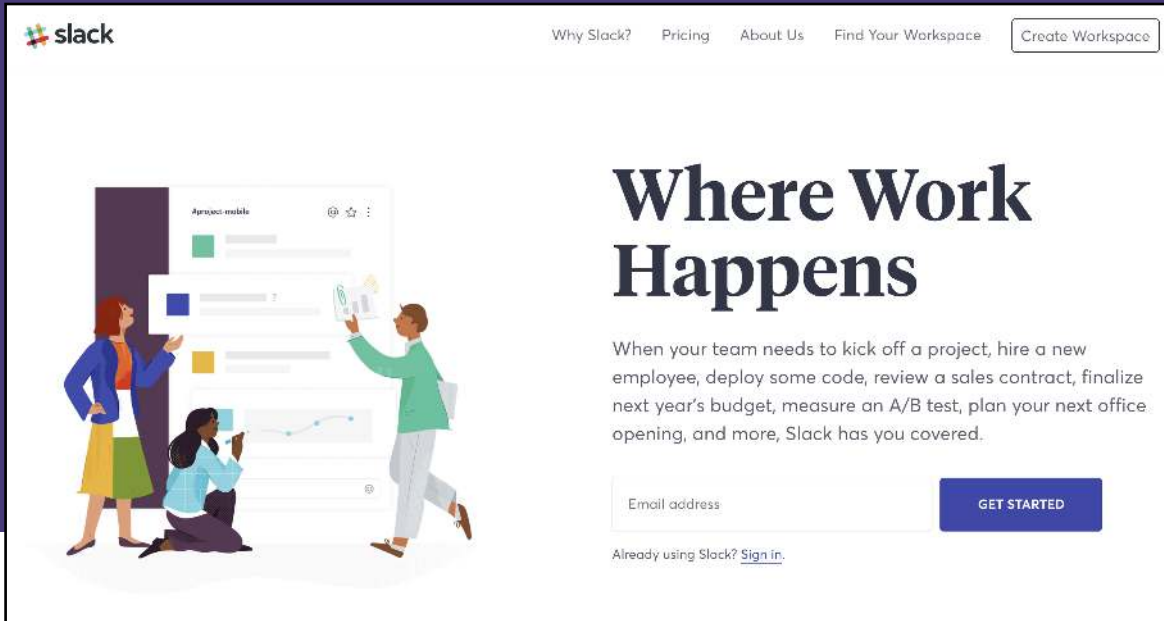 slack
Why Slack? Pricing About Us Find Your Workspace Create Workspace
#project-mobile
?
Where Work
Happens
When your team needs to kick off a project, hire a new
employee, deploy some code, review a sales contract, finalize
next year's budget, measure an A/B test, plan your next office
opening, and more, Slack has you covered.
Email address GET STARTED
Already using Slack? Sign in.